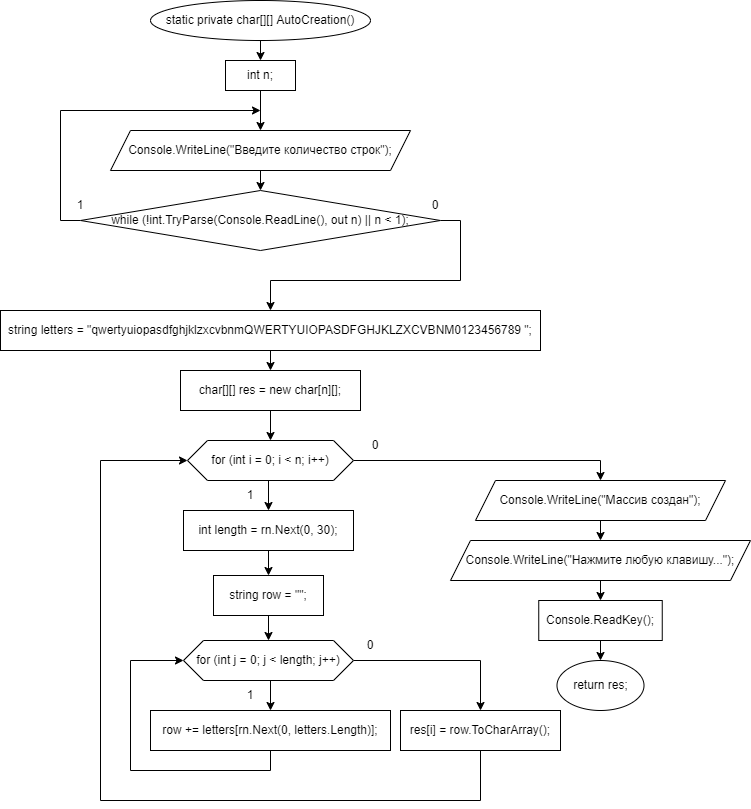 static private char[][] AutoCreation()
int n;
Console.WriteLine("Введите количество строк");
1
0
while (!int.TryParse(Console.ReadLine(), out n) || n < 1);
string letters = "qwertyuiopasdfghjklzxcvbnmQWERTYUIOPASDFGHJKLZXCVBNM0123456789 ";
char[][] res = new char[n][];
for (int i = 0; i < n; i++)
0
1
int length = rn.Next(0, 30);
string row = "";
for (int j = 0; j < length; j++)
0
1
row += letters[rn.Next(0, letters.Length)];
res[i] = row.ToCharArray();
Console.WriteLine("Массив создан");
Console.WriteLine("Нажмите любую клавишу...");
Console.ReadKey();
return res;